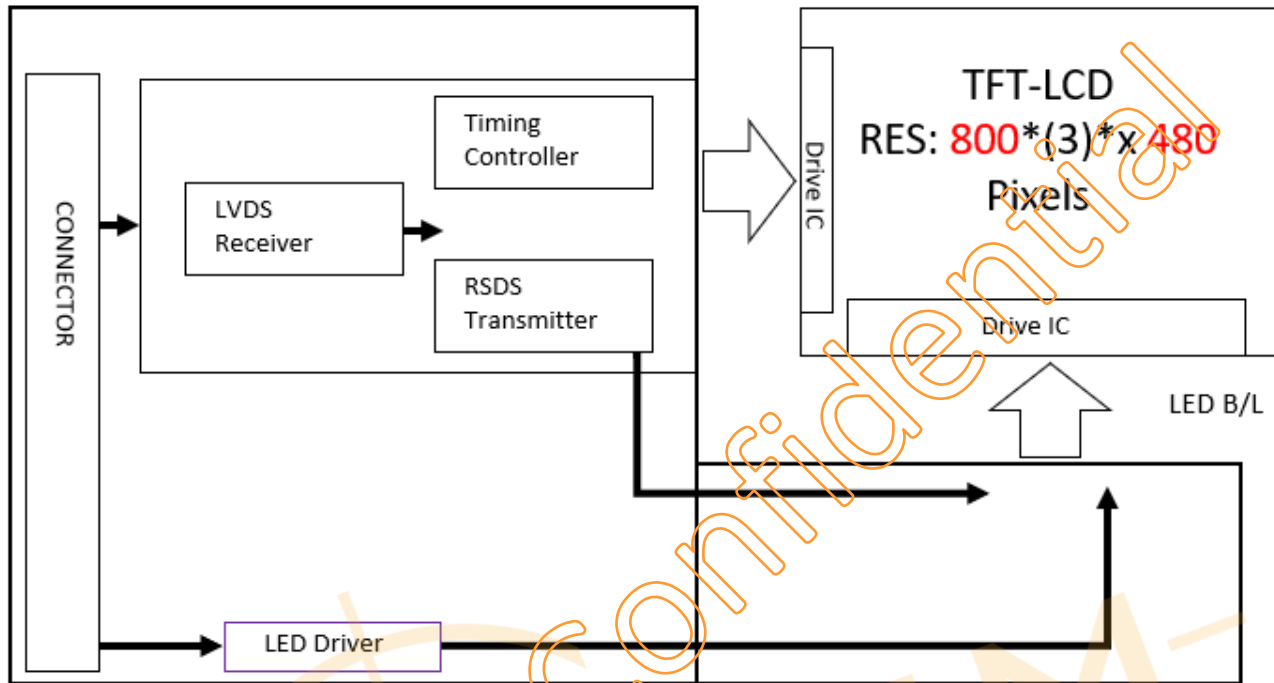 CONNECTOR
LVDS
Receiver
Timing
Controller
RSDS
Transmitter
LED Driver
Drive IC
TFT-LCD
RES: 800*(3)*x 480
Pixels
Drive IC
LED B/L
Confidential